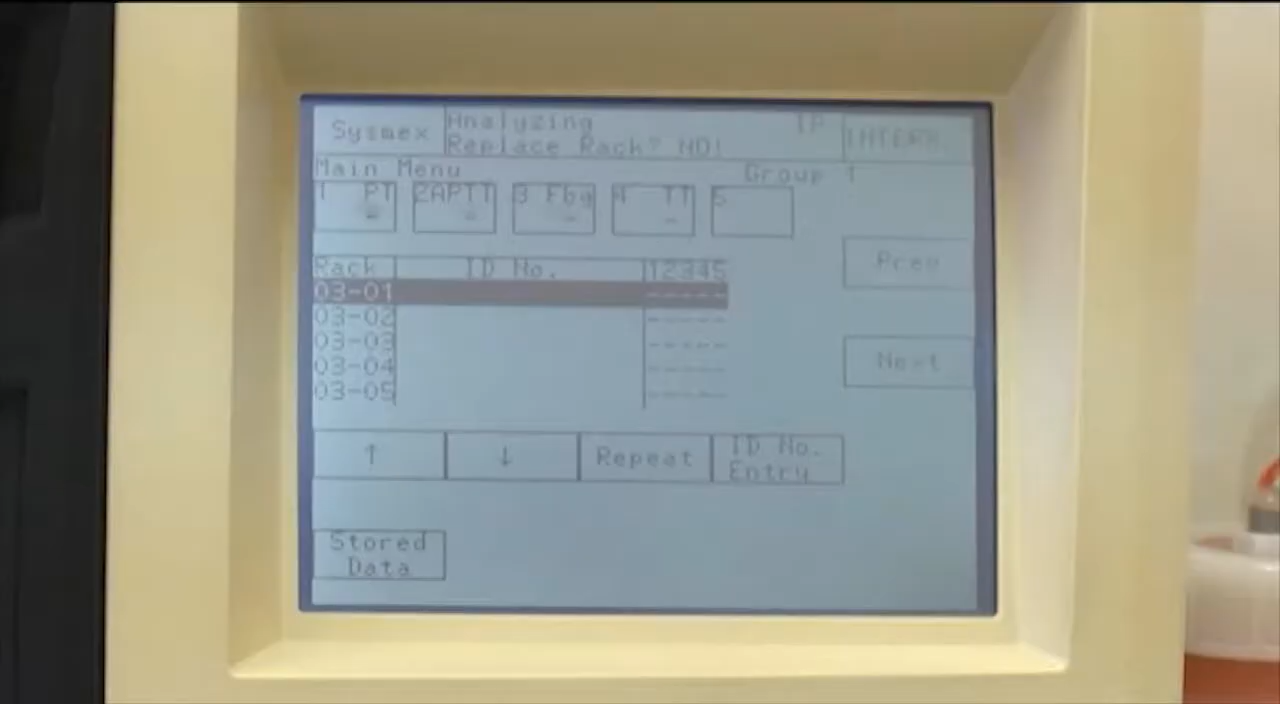 Sysmex
Analyzing
Replace Rack? NO!
Main Menu
Group 1
1 PT
2APTT
3 Fbg
4 TT
5
Rack ID No. 12345
03-01 -----
03-02 -----
03-03 -----
03-04 -----
03-05 -----
Prev
Next
↑
↓
Repeat
ID No.
Entry
Stored
Data